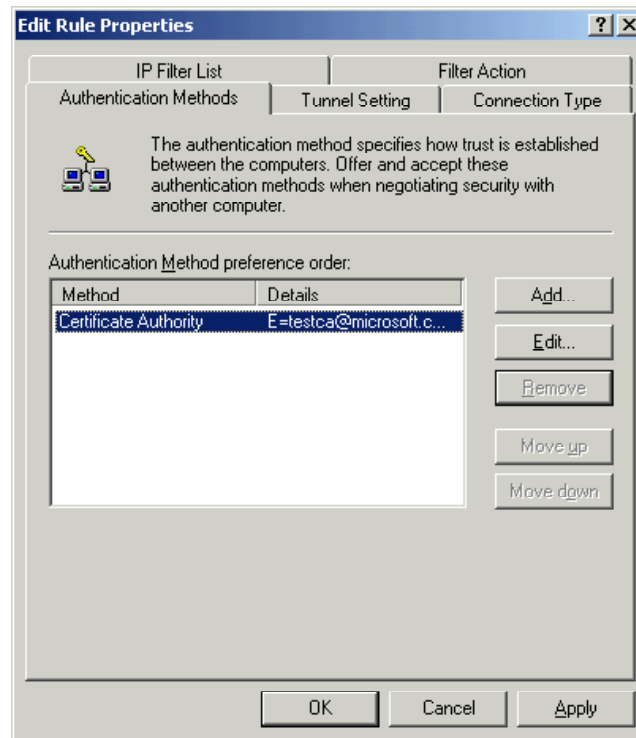 Edit Rule Properties
IP Filter List
Filter Action
Authentication Methods
Tunnel Setting
Connection Type
The authentication method specifies how trust is established
between the computers. Offer and accept these
authentication methods when negotiating security with
another computer.
Authentication Method preference order:
Method Details
Certificate Authority E=testca@microsoft.c...
Add...
Edit...
Remove
Move up
Move down
OK Cancel Apply